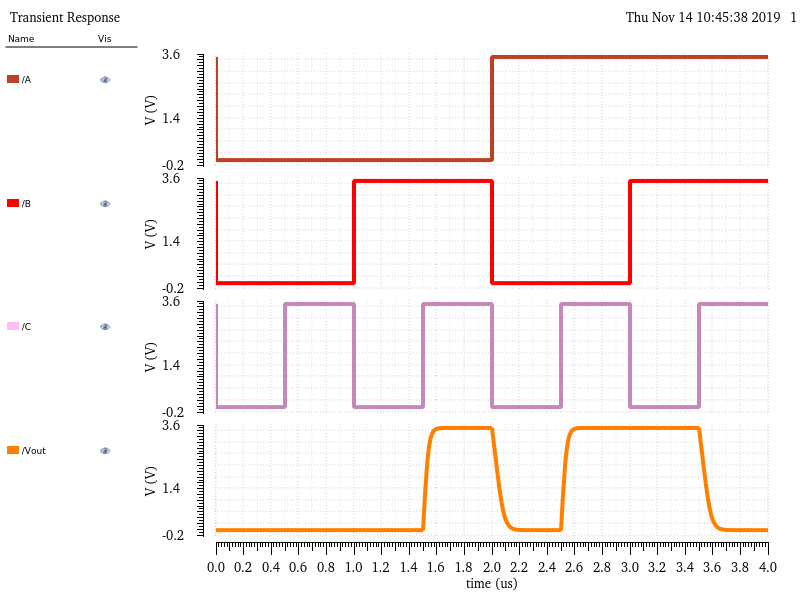 Transient Response
Thu Nov 14 10:45:38 2019 1
Name Vis
/A
3.6
V (V)
1.4
-0.2
/B
3.6
V (V)
1.4
-0.2
/C
3.6
V (V)
1.4
-0.2
/Vout
3.6
V (V)
1.4
-0.2
0.0 0.2 0.4 0.6 0.8 1.0 1.2 1.4 1.6 1.8 2.0 2.2 2.4 2.6 2.8 3.0 3.2 3.4 3.6 3.8 4.0
time (us)